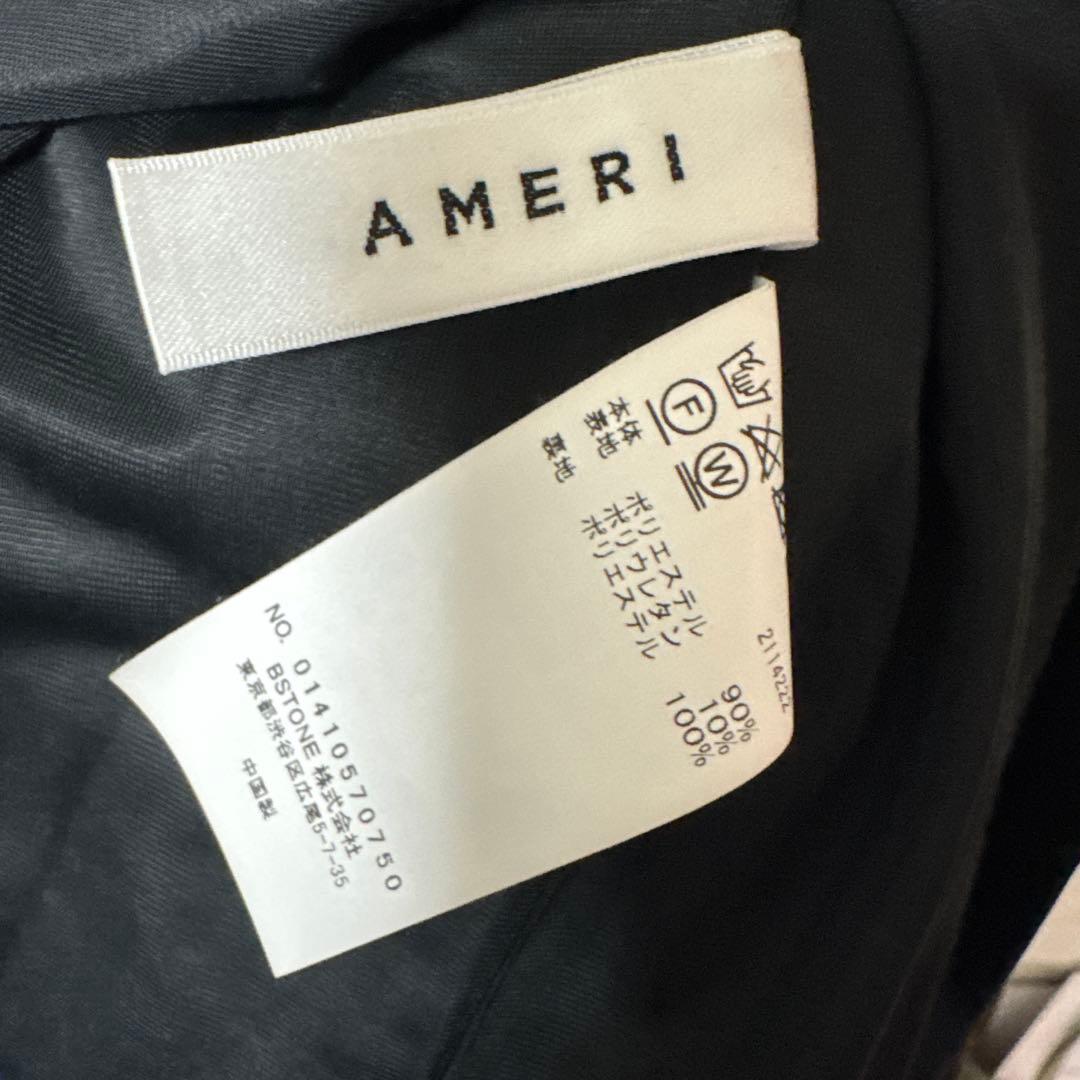 AMERI
F
W
本体
表地 ポリエステル 90%
ポリウレタン 10%
裏地 ポリエステル 100%
2114222
NO. 01410570750
BSTONE 株式会社
東京都渋谷区広尾5-7-35
中国製